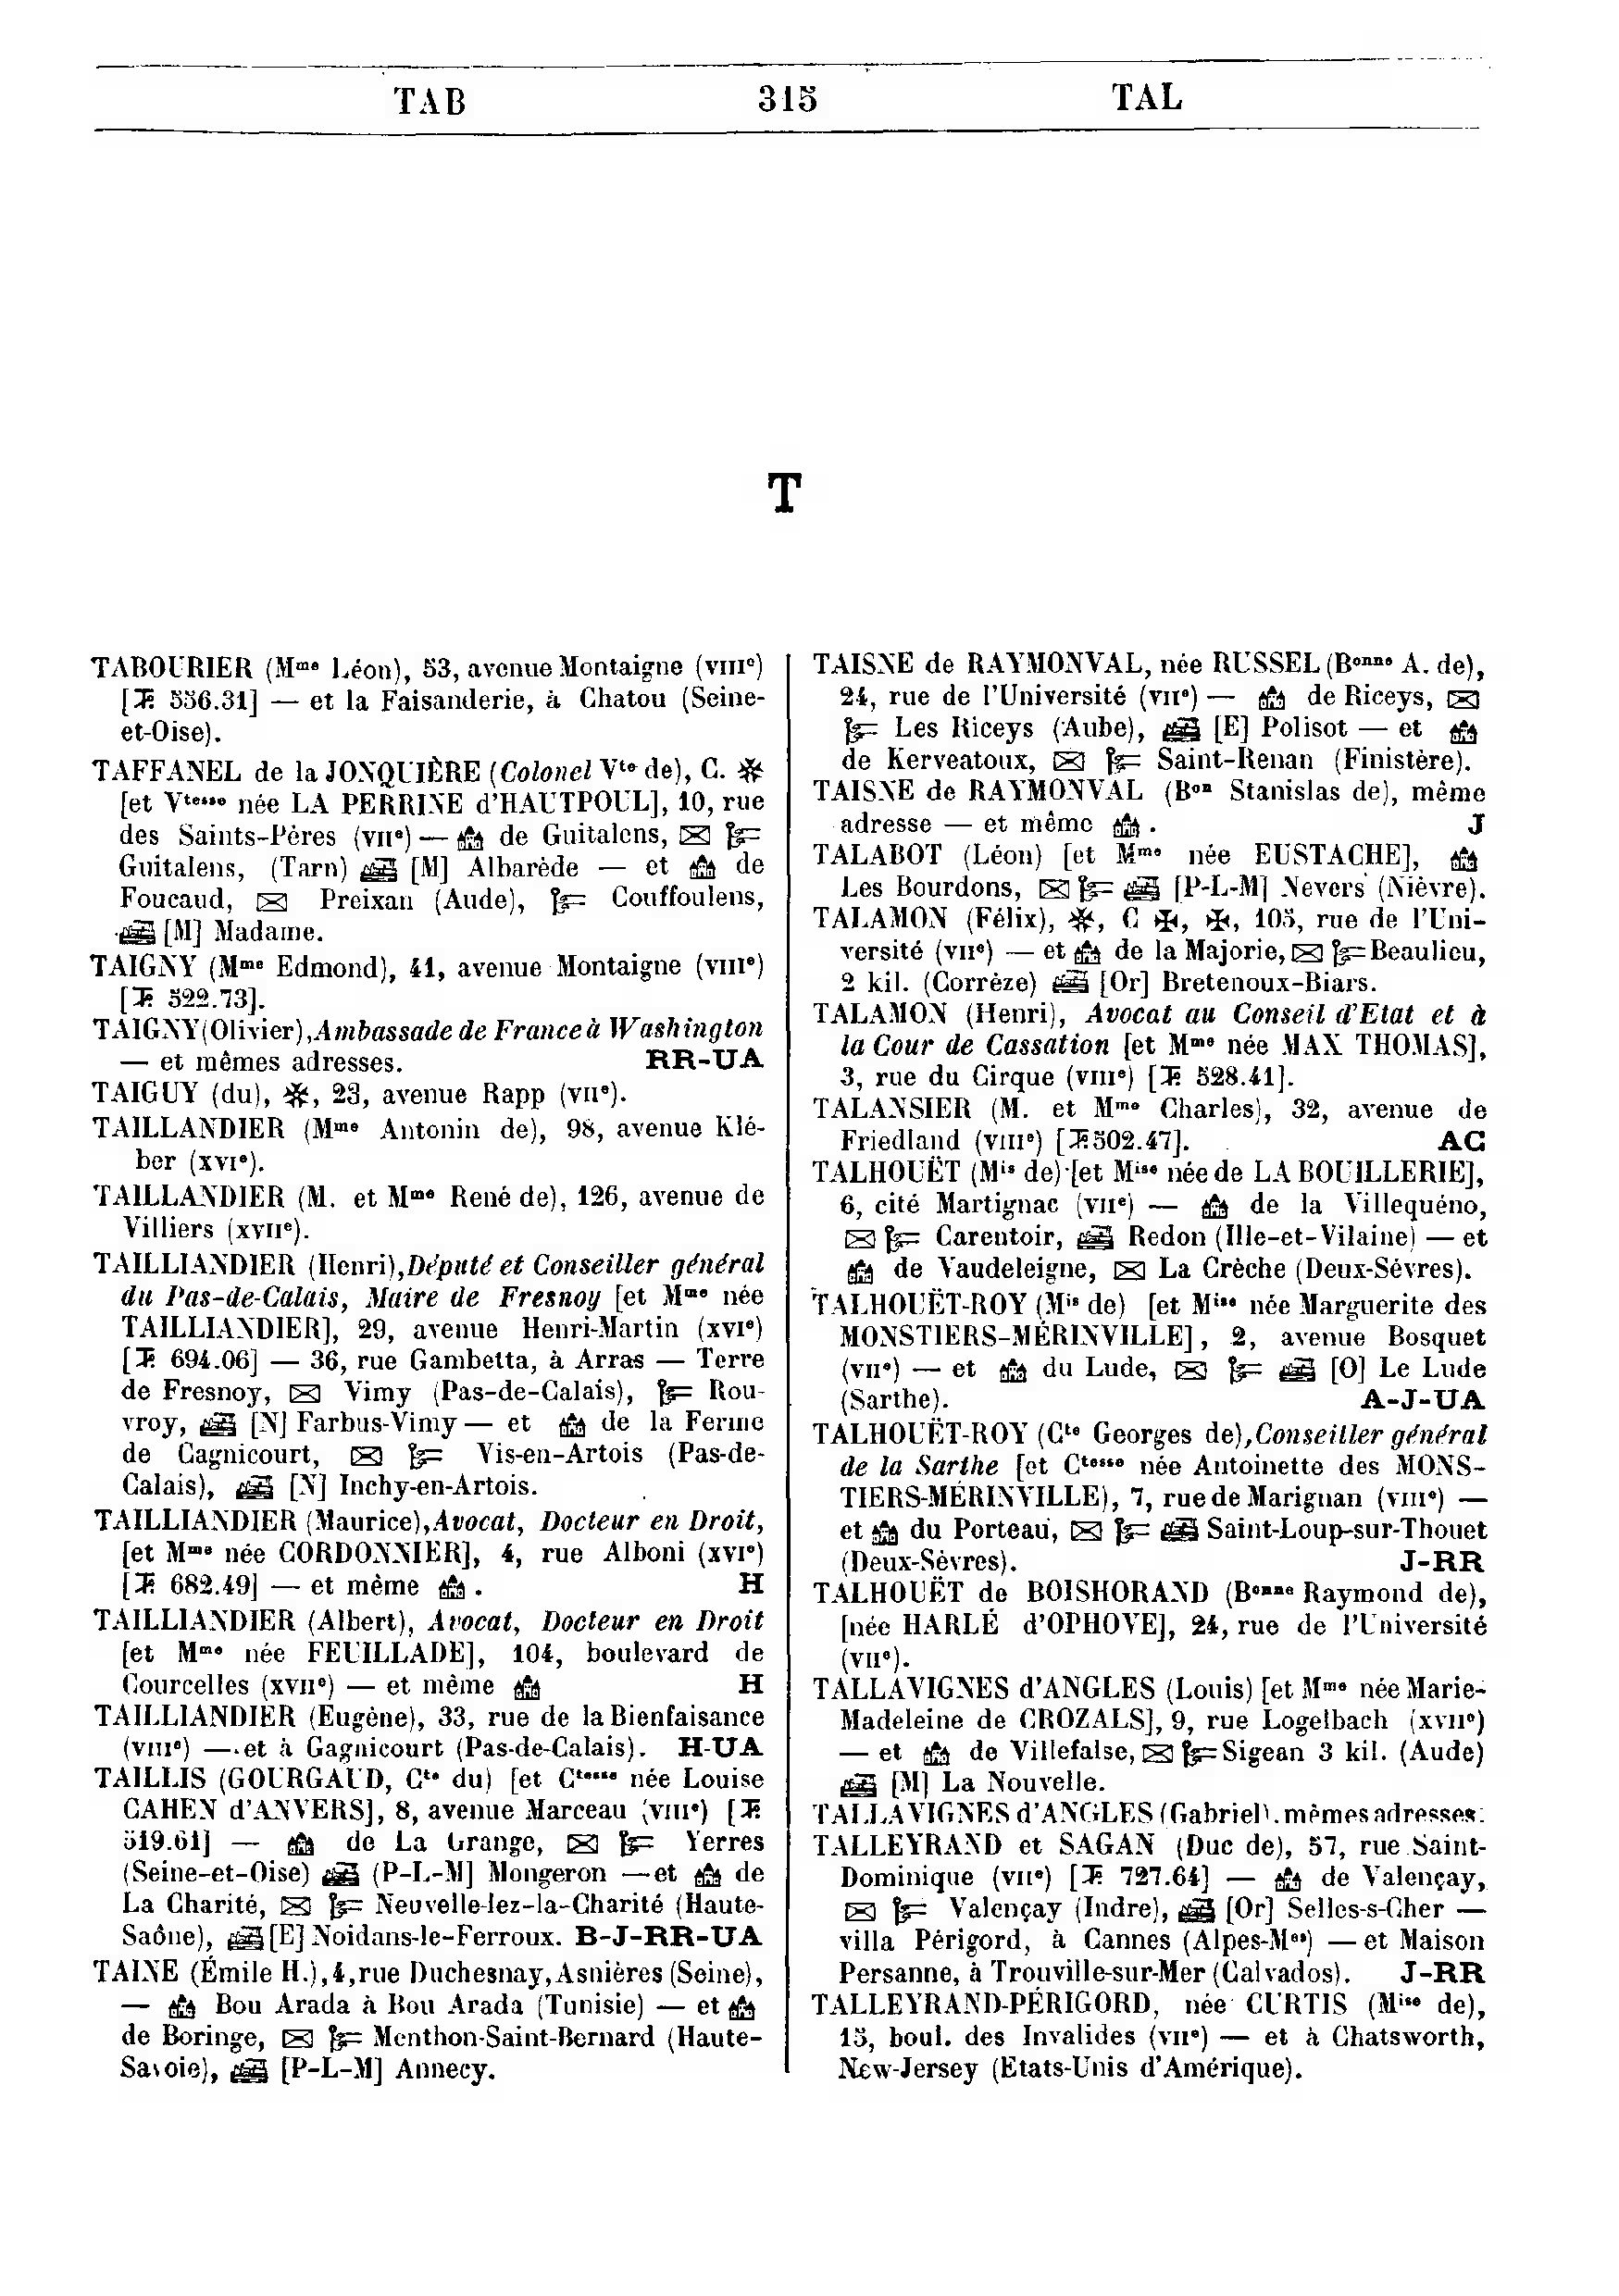 TAB 315 TAL
T
TABOURIER (Mme Léon), 53, avenue Montaigne (VIIIe)
[T. 556.31] — et la Faisanderie, à Chatou (Seine-
et-Oise).
TAFFANEL de la JONQUIÈRE (Colonel Vte de), C. ✻
[et Vtesse née LA PERRINE d'HAUTPOUL], 10, rue
des Saints-Pères (VIIe) — de Guitalens,
Guitalens, (Tarn) [M] Albarède — et de
Foucaud, Preixan (Aude), Couffoulens,
[M] Madame.
TAIGNY (Mme Edmond), 41, avenue Montaigne (VIIIe)
[T. 522.73].
TAIGNY (Olivier), Ambassade de France à Washington
— et mêmes adresses. RR-UA
TAIGUY (du), ✻, 23, avenue Rapp (VIIe).
TAILLANDIER (Mme Antonin de), 98, avenue Klé-
ber (XVIe).
TAILLANDIER (M. et Mme René de), 126, avenue de
Villiers (XVIIe).
TAILLIANDIER (Henri), Député et Conseiller général
du Pas-de-Calais, Maire de Fresnoy [et Mme née
TAILLIANDIER], 29, avenue Henri-Martin (XVIe)
[T. 694.06] — 36, rue Gambetta, à Arras — Terre
de Fresnoy, Vimy (Pas-de-Calais), Rou-
vroy, [N] Farbus-Vimy — et de la Ferme
de Cagnicourt, Vis-en-Artois (Pas-de-
Calais), [N] Inchy-en-Artois.
TAILLIANDIER (Maurice), Avocat, Docteur en Droit,
[et Mme née CORDONNIER], 4, rue Alboni (XVIe)
[T. 682.49] — et même . H
TAILLIANDIER (Albert), Avocat, Docteur en Droit
[et Mme née FEUILLADE], 104, boulevard de
Courcelles (XVIIe) — et même H
TAILLIANDIER (Eugène), 33, rue de la Bienfaisance
(VIIIe) — et à Gagnicourt (Pas-de-Calais). H-UA
TAILLIS (GOURGAUD, Cte du) [et Ctesse née Louise
CAHEN d'ANVERS], 8, avenue Marceau (VIIIe) [T.
519.61] — de La Grange, Yerres
(Seine-et-Oise) (P-L-M] Mongeron — et de
La Charité, Neuvelle-lez-la-Charité (Haute-
Saône), [E] Noidans-le-Ferroux. B-J-RR-UA
TAINE (Émile H.), 4, rue Duchesnay, Asnières (Seine),
— Bou Arada à Bou Arada (Tunisie) — et
de Boringe, Menthon-Saint-Bernard (Haute-
Savoie), [P-L-M] Annecy.
TAISNE de RAYMONVAL, née RUSSEL (Bonne A. de),
24, rue de l'Université (VIIe) — de Riceys,
Les Riceys (Aube), [E] Polisot — et
de Kerveatoux, Saint-Renan (Finistère).
TAISNE de RAYMONVAL (Bon Stanislas de), même
adresse — et même . J
TALABOT (Léon) [et Mme née EUSTACHE],
Les Bourdons, [P-L-M] Nevers (Nièvre).
TALAMON (Félix), ✻, C ✠, ✠, 105, rue de l'Uni-
versité (VIIe) — et de la Majorie, Beaulieu,
2 kil. (Corrèze) [Or] Bretenoux-Biars.
TALAMON (Henri), Avocat au Conseil d'Etat et à
la Cour de Cassation [et Mme née MAX THOMAS],
3, rue du Cirque (VIIIe) [T. 528.41].
TALANSIER (M. et Mme Charles), 32, avenue de
Friedland (VIIIe) [T. 502.47]. AC
TALHOUËT (Mis de) [et Mise née de LA BOUILLERIE],
6, cité Martignac (VIIe) — de la Villequéno,
Carentoir, Redon (Ille-et-Vilaine) — et
de Vaudeleigne, La Crèche (Deux-Sèvres).
TALHOUËT-ROY (Mis de) [et Mise née Marguerite des
MONSTIERS-MÉRINVILLE], 2, avenue Bosquet
(VIIe) — et du Lude, [O] Le Lude
(Sarthe). A-J-UA
TALHOUËT-ROY (Cte Georges de), Conseiller général
de la Sarthe [et Ctesse née Antoinette des MONS-
TIERS-MÉRINVILLE), 7, rue de Marignan (VIIIe) —
et du Porteau, Saint-Loup-sur-Thouet
(Deux-Sèvres). J-RR
TALHOUËT de BOISHORAND (Bonne Raymond de),
[née HARLÉ d'OPHOVE], 24, rue de l'Université
(VIIe).
TALLAVIGNES d'ANGLES (Louis) [et Mme née Marie-
Madeleine de CROZALS], 9, rue Logelbach (XVIIe)
— et de Villefalse, Sigean 3 kil. (Aude)
[M] La Nouvelle.
TALLAVIGNES d'ANGLES (Gabriel), mêmes adresses.
TALLEYRAND et SAGAN (Duc de), 57, rue Saint-
Dominique (VIIe) [T. 727.64] — de Valençay,
Valençay (Indre), [Or] Selles-s-Cher —
villa Périgord, à Cannes (Alpes-Mes) — et Maison
Persanne, à Trouville-sur-Mer (Calvados). J-RR
TALLEYRAND-PÉRIGORD, née CURTIS (Mise de),
15, boul. des Invalides (VIIe) — et à Chatsworth,
New-Jersey (Etats-Unis d'Amérique).